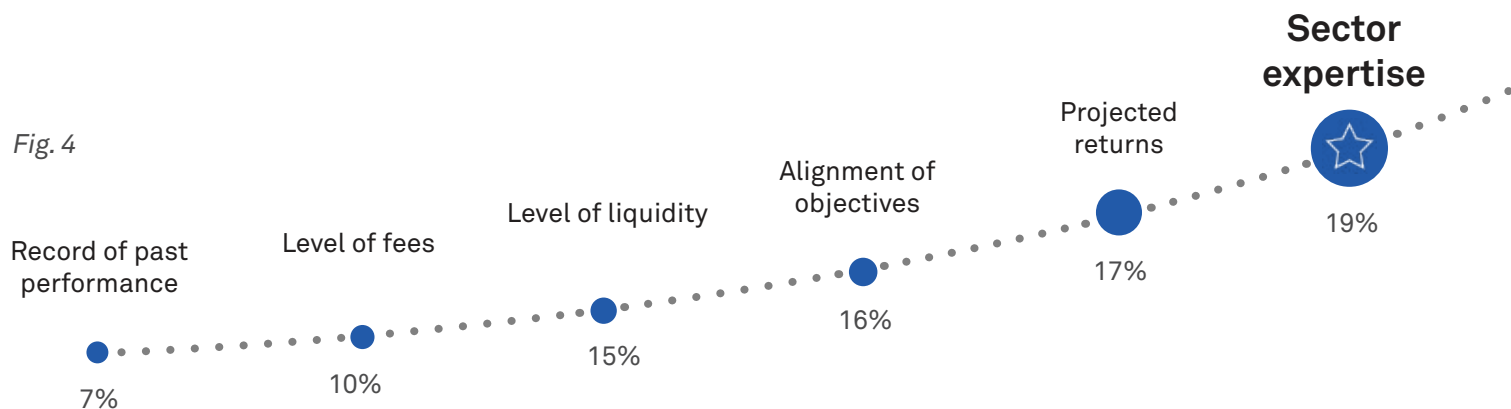 Fig. 4
Record of past
performance
7%
Level of fees
10%
Level of liquidity
15%
Alignment of
objectives
16%
Projected
returns
17%
Sector
expertise
19%